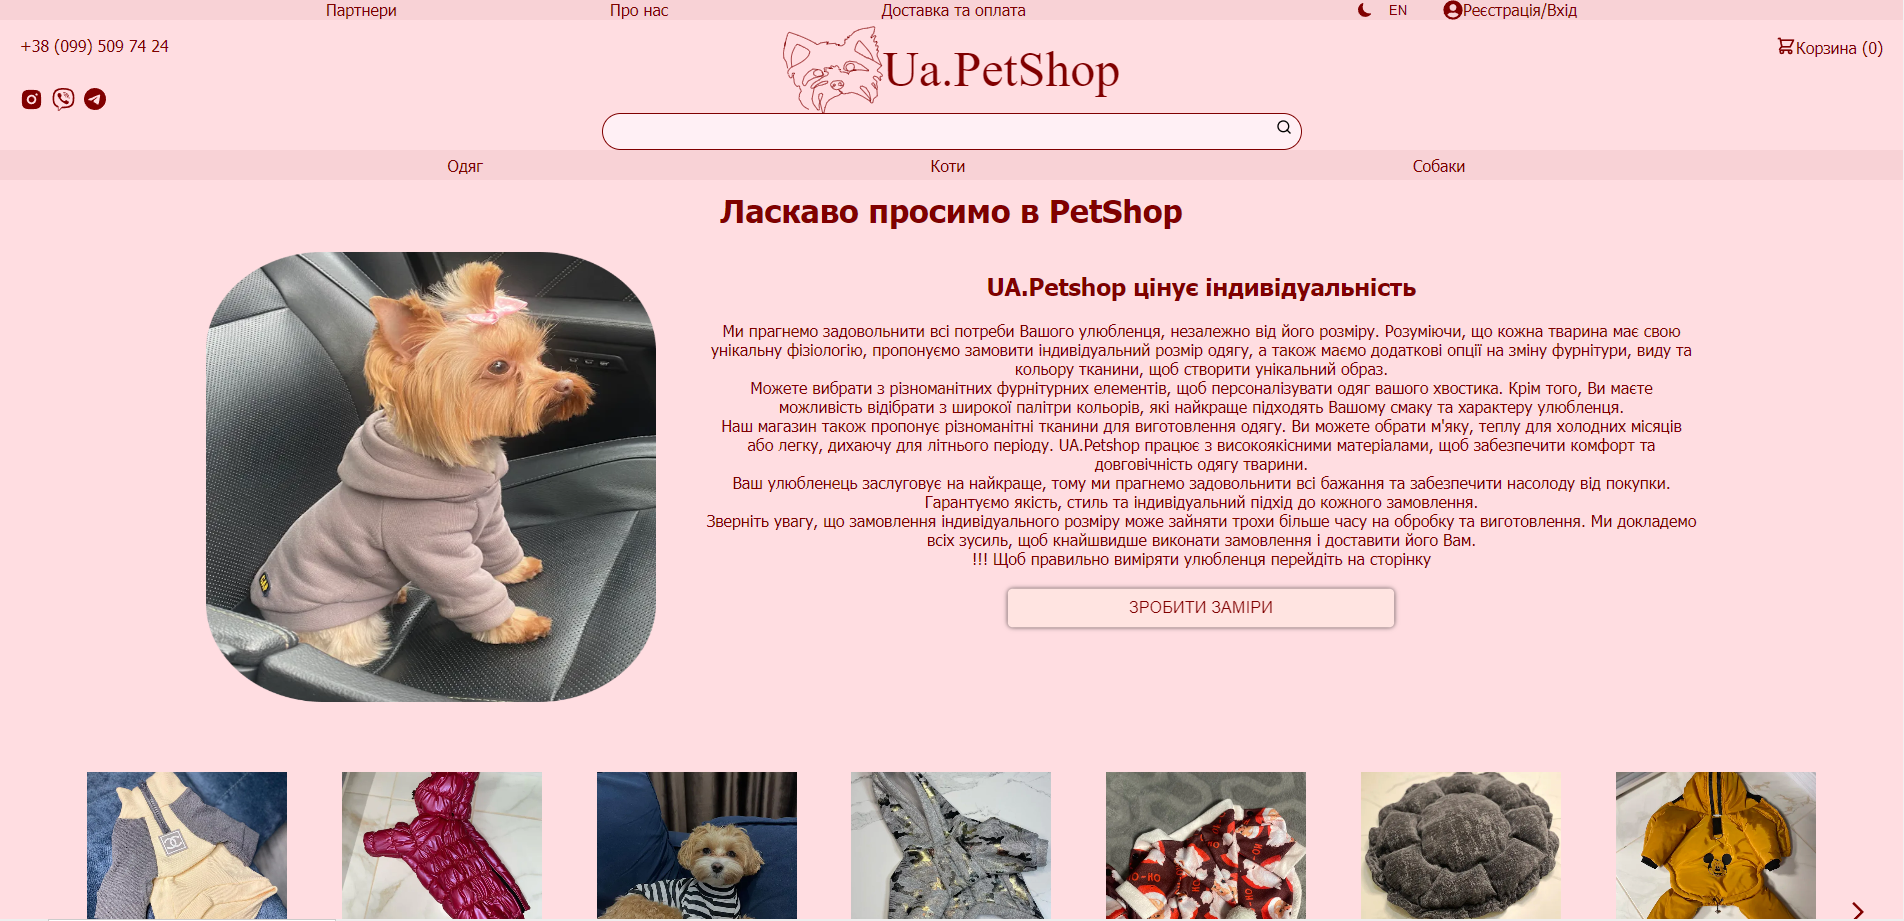 Партнери
Про нас
Доставка та оплата
EN
Реєстрація/Вхід
+38 (099) 509 74 24
Ua.PetShop
Корзина (0)
Одяг
Коти
Собаки
Ласкаво просимо в PetShop
UA.Petshop цінує індивідуальність
Ми прагнемо задовольнити всі потреби Вашого улюбленця, незалежно від його розміру. Розуміючи, що кожна тварина має свою
унікальну фізіологію, пропонуємо замовити індивідуальний розмір одягу, а також маємо додаткові опції на зміну фурнітури, виду та
кольору тканини, щоб створити унікальний образ.
Можете вибрати з різноманітних фурнітурних елементів, щоб персоналізувати одяг вашого хвостика. Крім того, Ви маєте
можливість відібрати з широкої палітри кольорів, які найкраще підходять Вашому смаку та характеру улюбленця.
Наш магазин також пропонує різноманітні тканини для виготовлення одягу. Ви можете обрати м'яку, теплу для холодних місяців
або легку, дихаючу для літнього періоду. UA.Petshop працює з високоякісними матеріалами, щоб забезпечити комфорт та
довговічність одягу тварини.
Ваш улюбленець заслуговує на найкраще, тому ми прагнемо задовольнити всі бажання та забезпечити насолоду від покупки.
Гарантуємо якість, стиль та індивідуальний підхід до кожного замовлення.
Зверніть увагу, що замовлення індивідуального розміру може зайняти трохи більше часу на обробку та виготовлення. Ми докладемо
всіх зусиль, щоб кнайшвидше виконати замовлення і доставити його Вам.
!!! Щоб правильно виміряти улюбленця перейдіть на сторінку
ЗРОБИТИ ЗАМІРИ
HO-HO